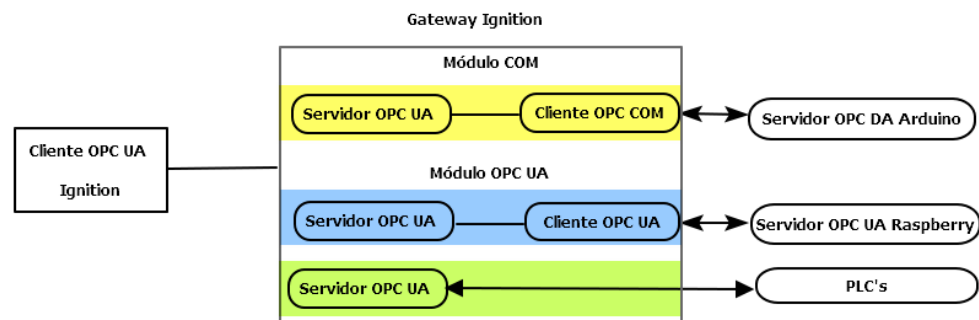 Gateway Ignition
Módulo COM
Servidor OPC UA
Cliente OPC COM
Servidor OPC DA Arduino
Cliente OPC UA
Ignition
Módulo OPC UA
Servidor OPC UA
Cliente OPC UA
Servidor OPC UA Raspberry
Servidor OPC UA
PLC's